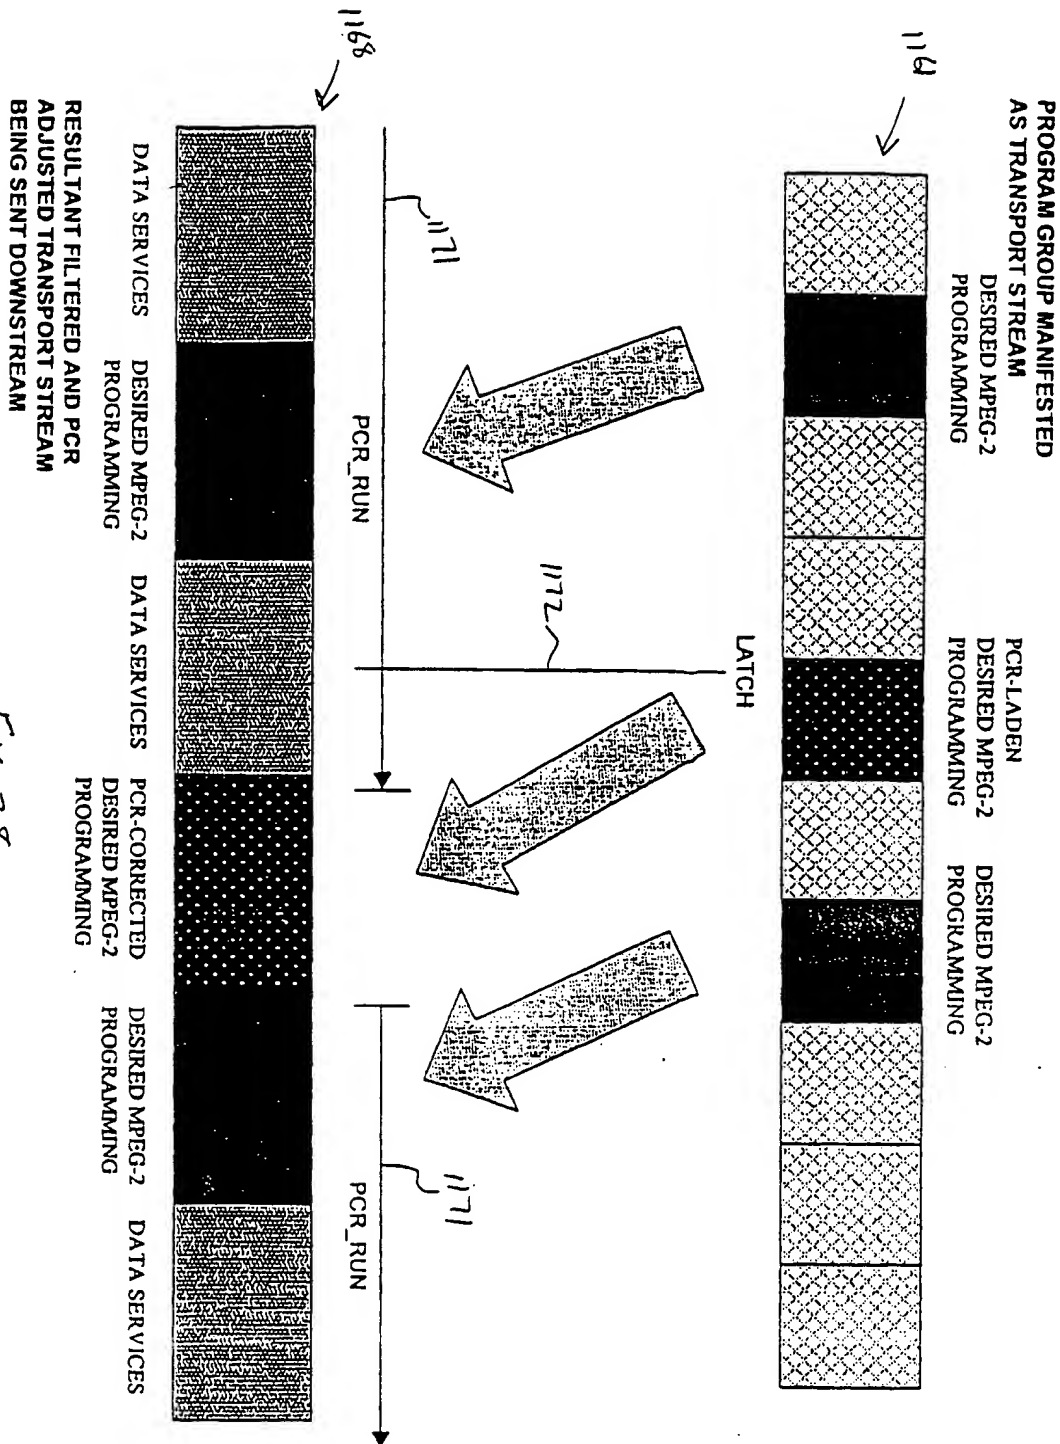 PROGRAM GROUP MANIFESTED
AS TRANSPORT STREAM
1161
DESIRED MPEG-2
PROGRAMMING
PCR-LADEN
DESIRED MPEG-2
PROGRAMMING
DESIRED MPEG-2
PROGRAMMING
LATCH
1172
1171
PCR_RUN
1171
PCR_RUN
1168
DATA SERVICES
DESIRED MPEG-2
PROGRAMMING
DATA SERVICES
PCR-CORRECTED
DESIRED MPEG-2
PROGRAMMING
DESIRED MPEG-2
PROGRAMMING
DATA SERVICES
RESULTANT FILTERED AND PCR
ADJUSTED TRANSPORT STREAM
BEING SENT DOWNSTREAM